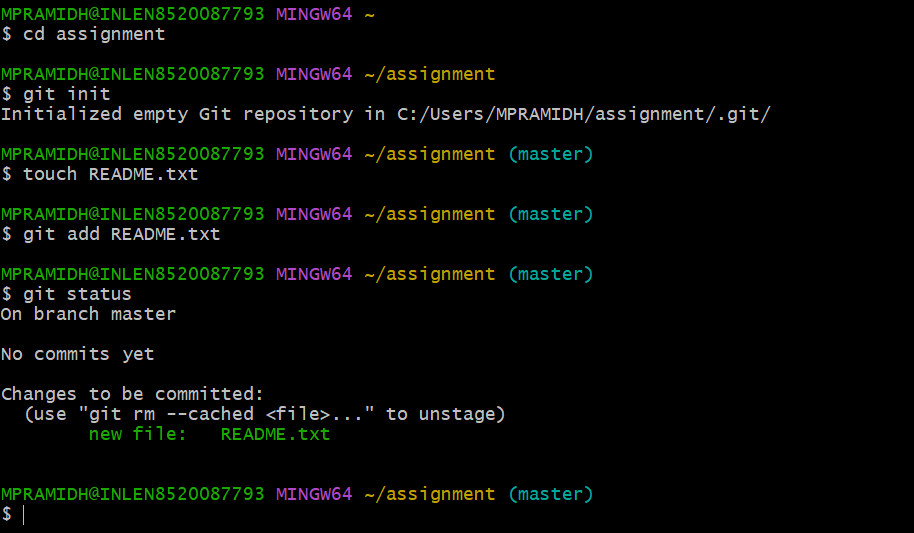 MPRAMIDH@INLEN8520087793 MINGW64 ~
$ cd assignment
MPRAMIDH@INLEN8520087793 MINGW64 ~/assignment
$ git init
Initialized empty Git repository in C:/Users/MPRAMIDH/assignment/.git/
MPRAMIDH@INLEN8520087793 MINGW64 ~/assignment (master)
$ touch README.txt
MPRAMIDH@INLEN8520087793 MINGW64 ~/assignment (master)
$ git add README.txt
MPRAMIDH@INLEN8520087793 MINGW64 ~/assignment (master)
$ git status
On branch master
No commits yet
Changes to be committed:
  (use "git rm --cached <file>..." to unstage)
        new file:   README.txt
MPRAMIDH@INLEN8520087793 MINGW64 ~/assignment (master)
$